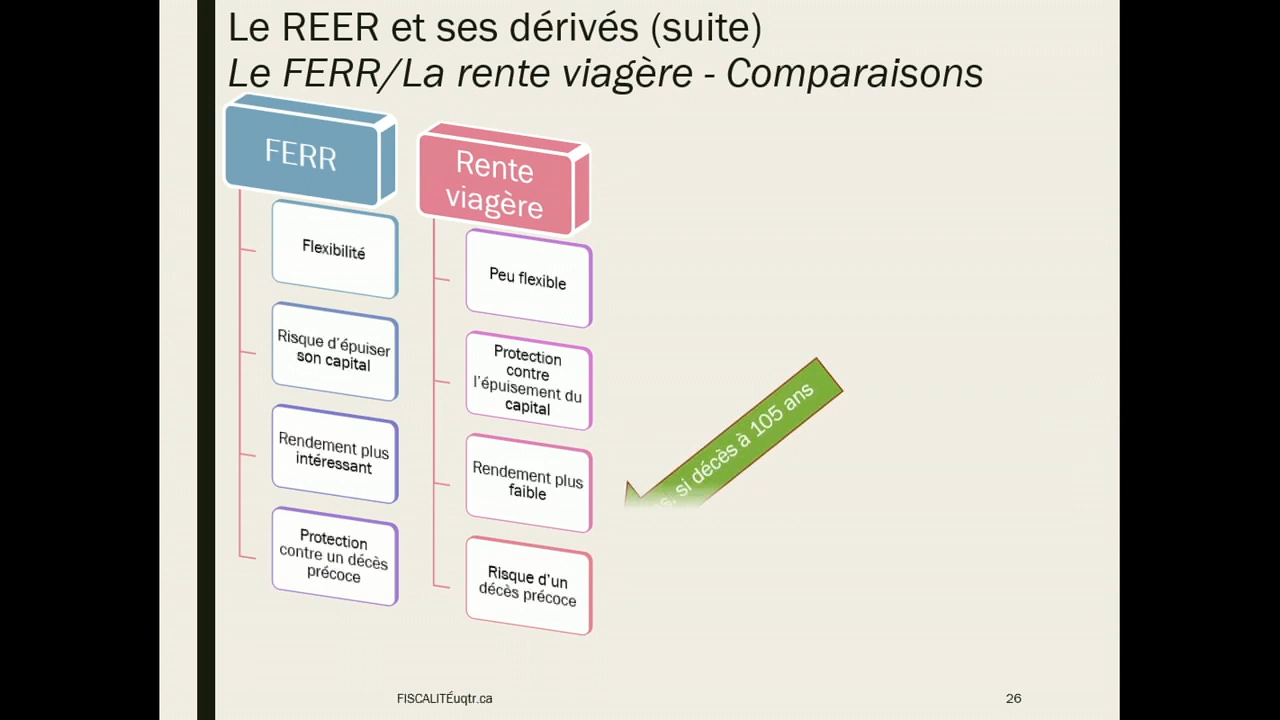 Le REER et ses dérivés (suite)
Le FERR/La rente viagère - Comparaisons
FERR
Flexibilité
Risque d'épuiser
son capital
Rendement plus
intéressant
Protection
contre un décès
précoce
Rente
viagère
Peu flexible
Protection
contre
l'épuisement du
capital
Rendement plus
faible
Risque d'un
décès précoce
si décès à 105 ans
FISCALITÉuqtr.ca
26